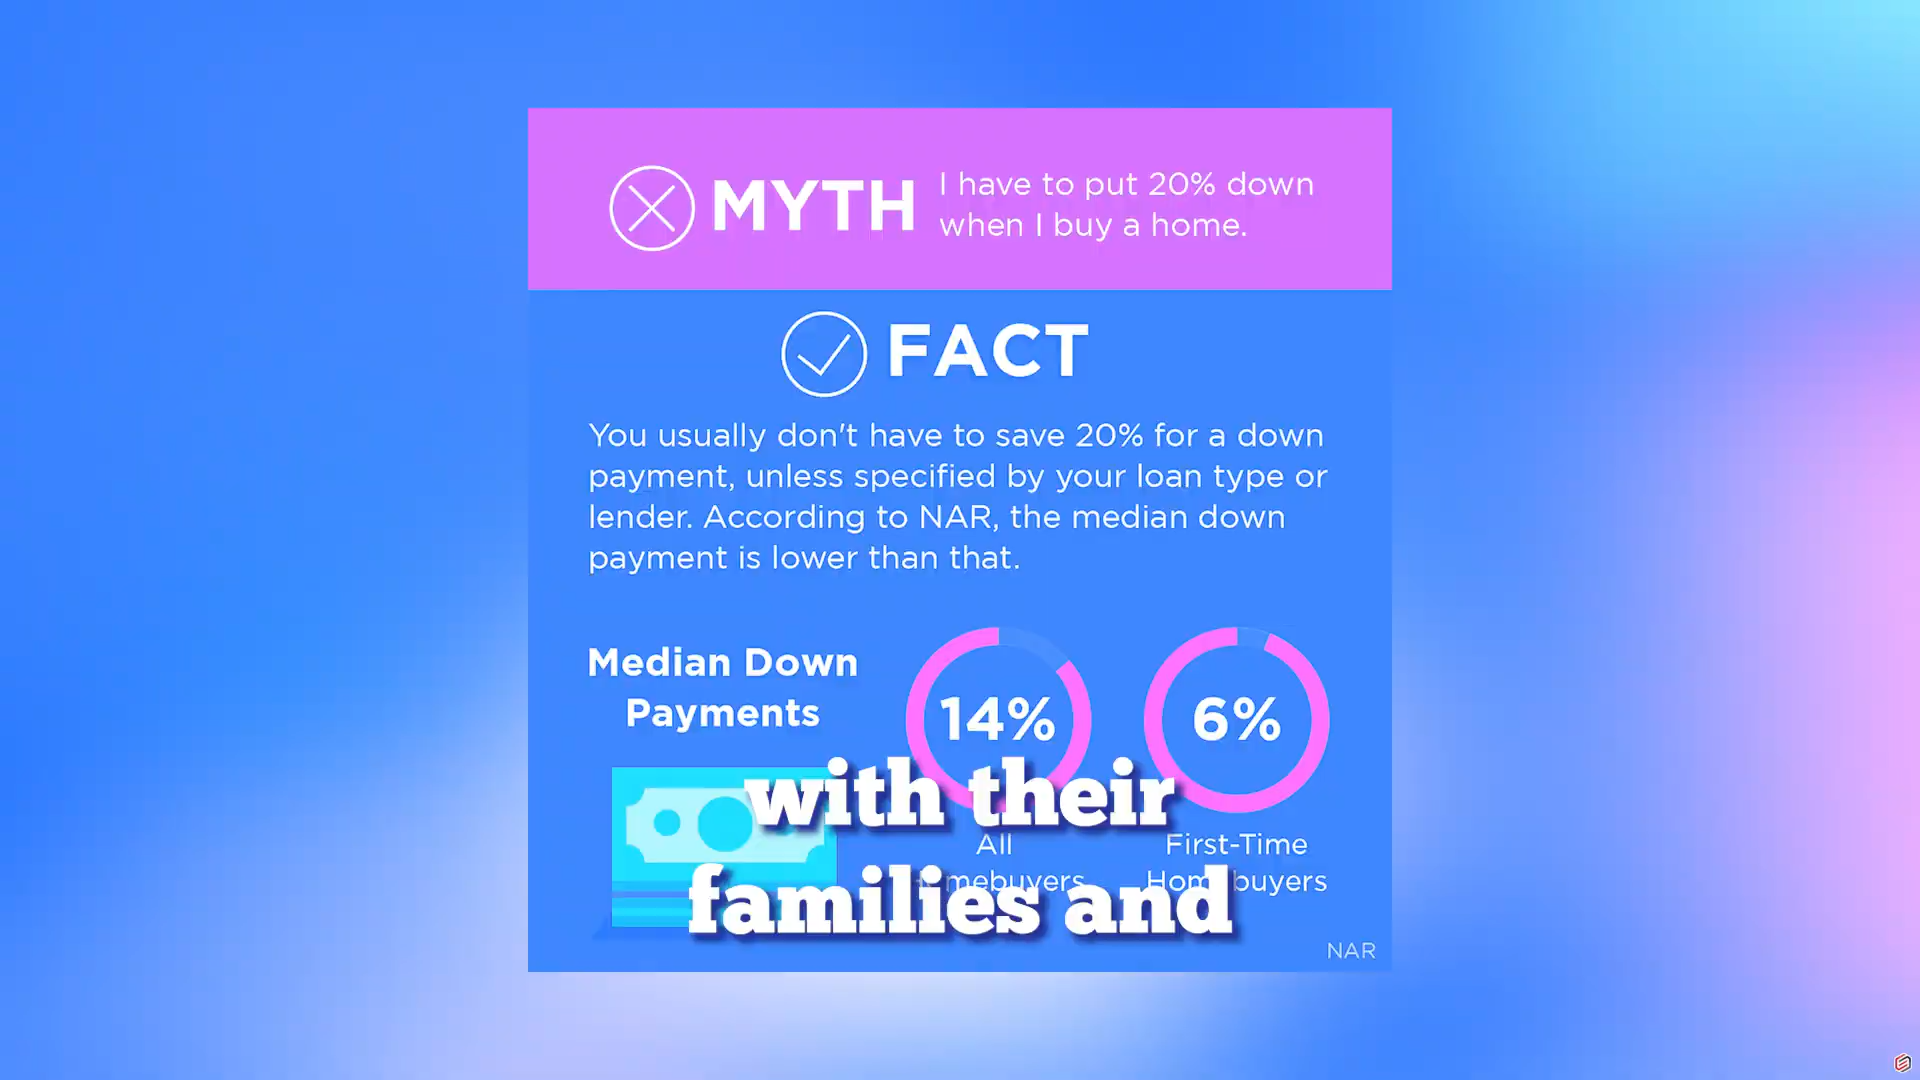 MYTH
I have to put 20% down
when I buy a home.
FACT
You usually don't have to save 20% for a down
payment, unless specified by your loan type or
lender. According to NAR, the median down
payment is lower than that.
Median Down
Payments
14%
6%
with their
All
First-Time
families and
NAR